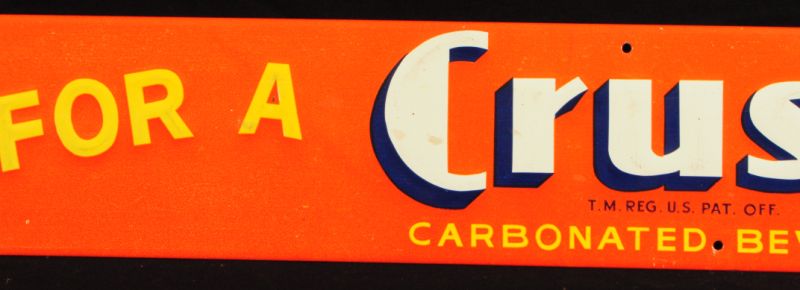 FOR A Crus
T.M. REG. U.S. PAT. OFF.
CARBONATED BEV